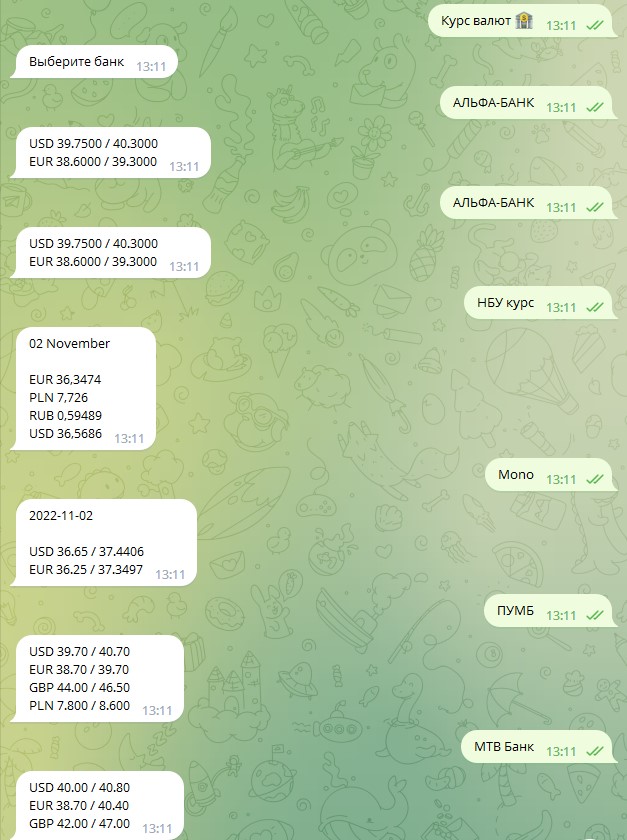 Курс валют 🏦 13:11
Выберите банк 13:11
АЛЬФА-БАНК 13:11
USD 39.7500 / 40.3000
EUR 38.6000 / 39.3000 13:11
АЛЬФА-БАНК 13:11
USD 39.7500 / 40.3000
EUR 38.6000 / 39.3000 13:11
НБУ курс 13:11
02 November
EUR 36,3474
PLN 7,726
RUB 0,59489
USD 36,5686 13:11
Mono 13:11
2022-11-02
USD 36.65 / 37.4406
EUR 36.25 / 37.3497 13:11
ПУМБ 13:11
USD 39.70 / 40.70
EUR 38.70 / 39.70
GBP 44.00 / 46.50
PLN 7.800 / 8.600 13:11
МТВ Банк 13:11
USD 40.00 / 40.80
EUR 38.70 / 40.40
GBP 42.00 / 47.00 13:11